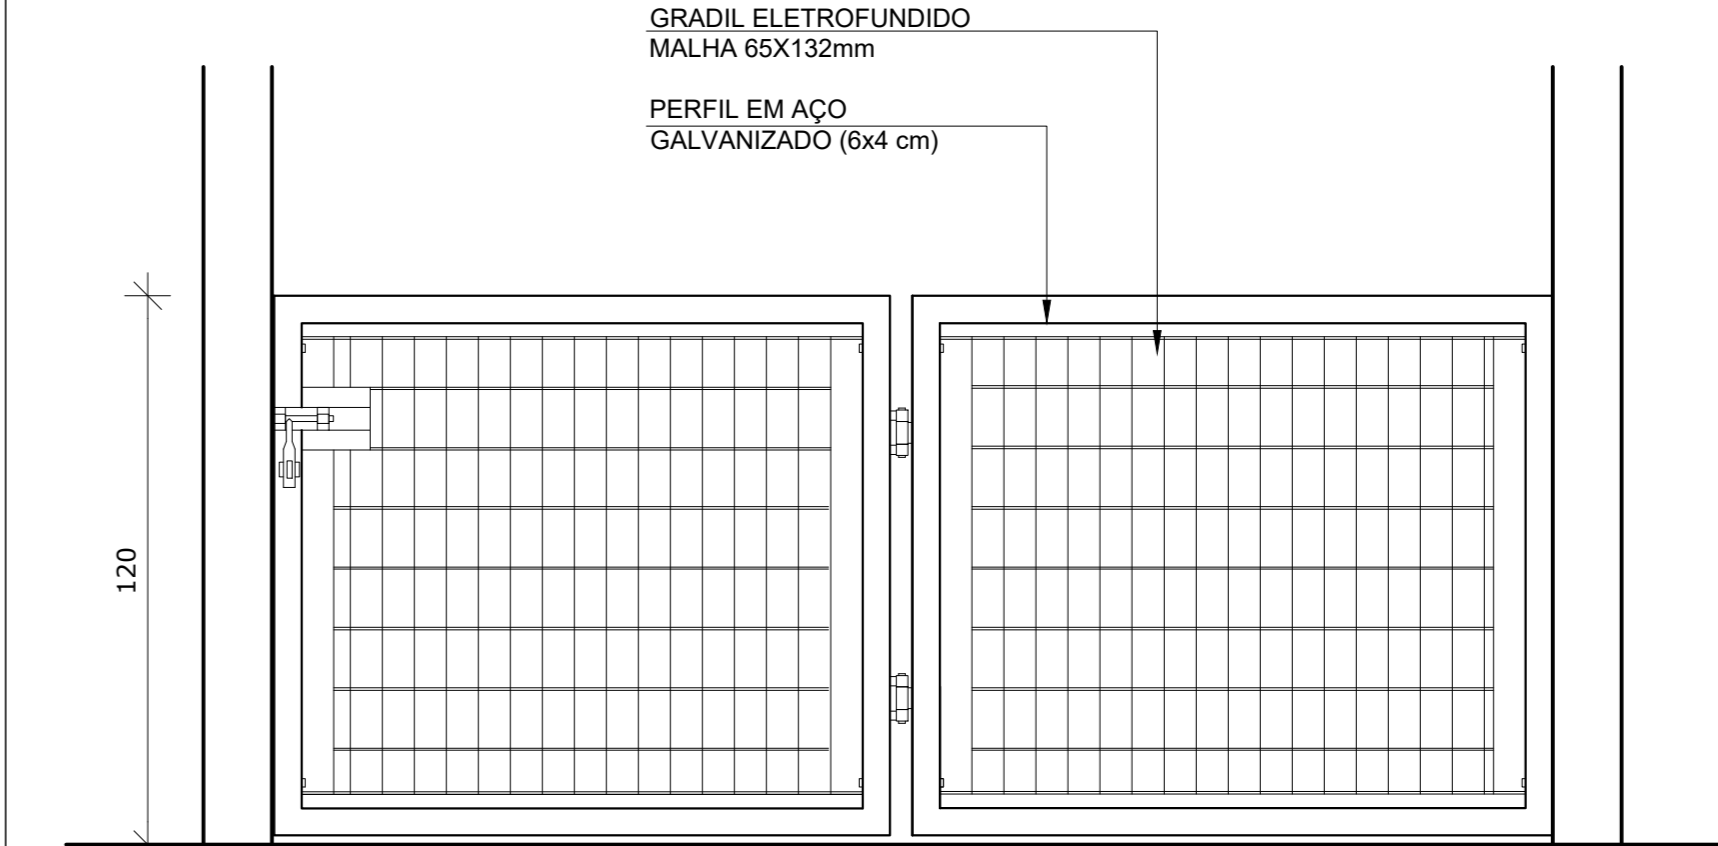 GRADIL ELETROFUNDIDO
MALHA 65X132mm
PERFIL EM AÇO
GALVANIZADO (6x4 cm)
120